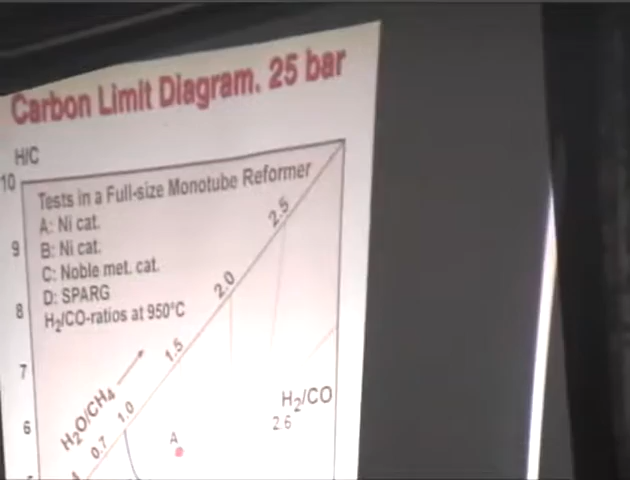 Carbon Limit Diagram. 25 bar
H/C
10
Tests in a Full-size Monotube Reformer
A: Ni cat.
9
B: Ni cat.
C: Noble met. cat.
D: SPARG
8
H₂/CO-ratios at 950°C
2.5
2.0
1.5
7
H₂O/CH₄
1.0
0.7
H₂/CO
2.6
6
A